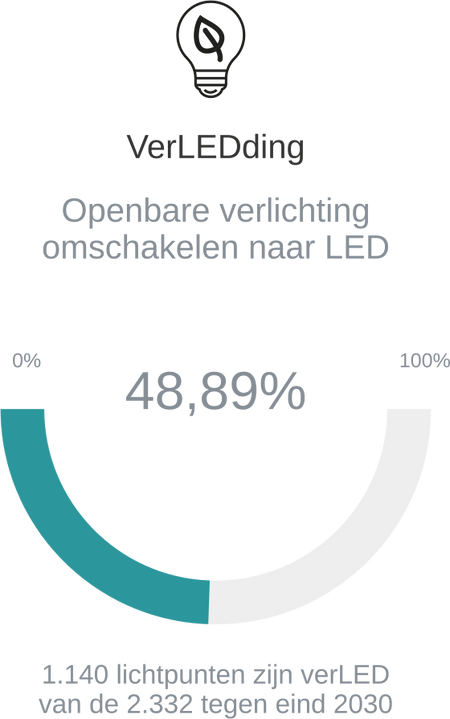 VerLEDding
Openbare verlichting
omschakelen naar LED
0%
48,89%
100%
1.140 lichtpunten zijn verLED
van de 2.332 tegen eind 2030